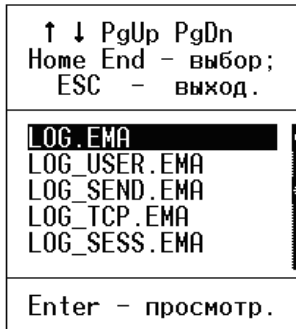 ↑ ↓ PgUp PgDn
Home End - выбор;
ESC - выход.
LOG.EMA
LOG_USER.EMA
LOG_SEND.EMA
LOG_TCP.EMA
LOG_SESS.EMA
Enter - просмотр.